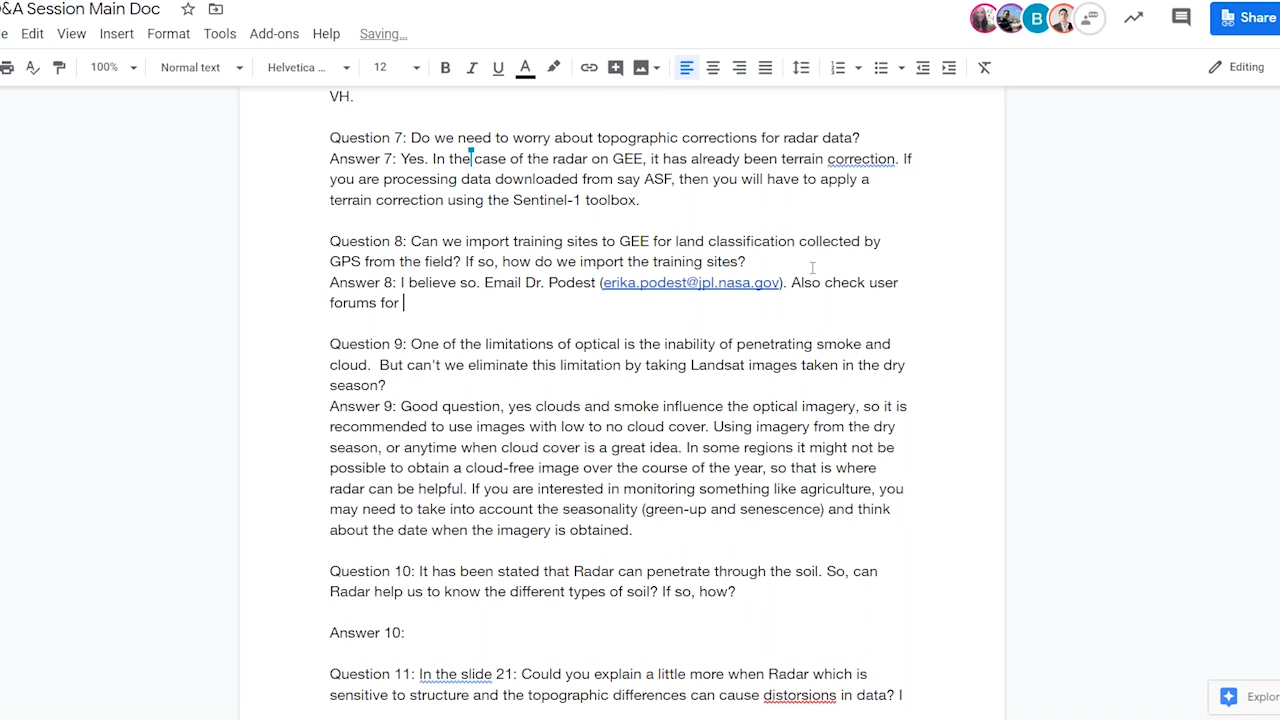 &A Session Main Doc
e Edit View Insert Format Tools Add-ons Help Saving...
B
Share
100% Normal text Helvetica ... 12 B I U A Editing
VH.
Question 7: Do we need to worry about topographic corrections for radar data?
Answer 7: Yes. In the case of the radar on GEE, it has already been terrain correction. If
you are processing data downloaded from say ASF, then you will have to apply a
terrain correction using the Sentinel-1 toolbox.
Question 8: Can we import training sites to GEE for land classification collected by
GPS from the field? If so, how do we import the training sites?
Answer 8: I believe so. Email Dr. Podest (erika.podest@jpl.nasa.gov). Also check user
forums for
Question 9: One of the limitations of optical is the inability of penetrating smoke and
cloud.  But can't we eliminate this limitation by taking Landsat images taken in the dry
season?
Answer 9: Good question, yes clouds and smoke influence the optical imagery, so it is
recommended to use images with low to no cloud cover. Using imagery from the dry
season, or anytime when cloud cover is a great idea. In some regions it might not be
possible to obtain a cloud-free image over the course of the year, so that is where
radar can be helpful. If you are interested in monitoring something like agriculture, you
may need to take into account the seasonality (green-up and senescence) and think
about the date when the imagery is obtained.
Question 10: It has been stated that Radar can penetrate through the soil. So, can
Radar help us to know the different types of soil? If so, how?
Answer 10:
Question 11: In the slide 21: Could you explain a little more when Radar which is
sensitive to structure and the topographic differences can cause distorsions in data? I
Explor